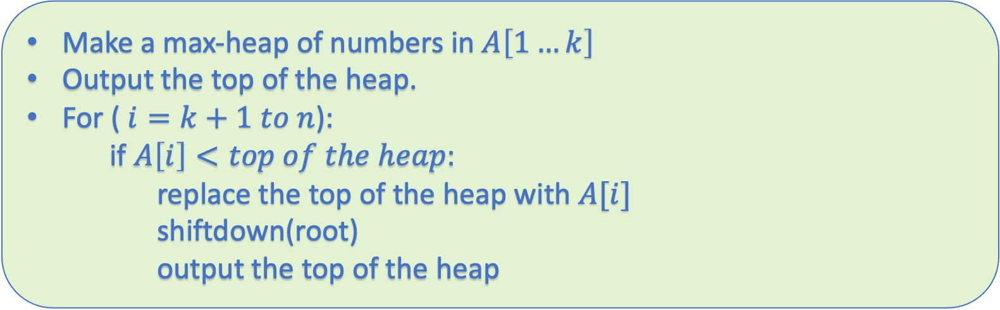 • Make a max-heap of numbers in A[1 … k]
• Output the top of the heap.
• For ( i = k + 1 to n):
if A[i] < top of the heap:
replace the top of the heap with A[i]
shiftdown(root)
output the top of the heap